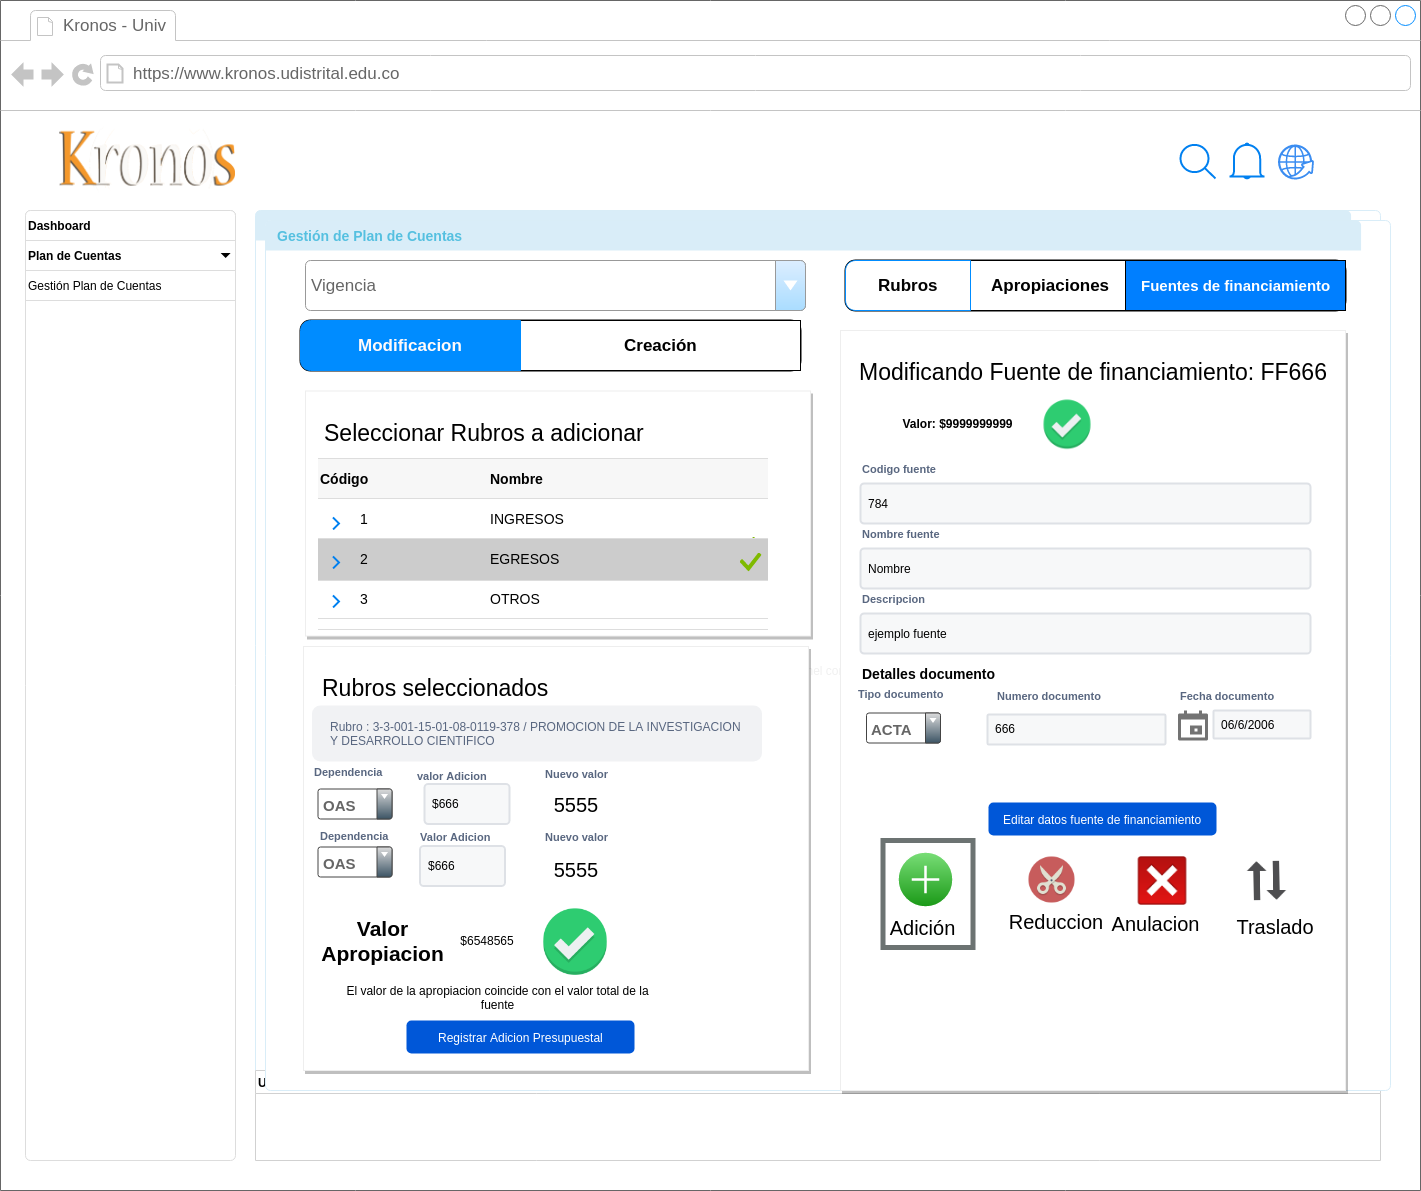 Kronos - Univ
https://www.kronos.udistrital.edu.co
Kronos
Dashboard
Plan de Cuentas
Gestión Plan de Cuentas
Gestión de Plan de Cuentas
Vigencia
Modificacion
Creación
Rubros
Apropiaciones
Fuentes de financiamiento
Seleccionar Rubros a adicionar
Código Nombre
1 INGRESOS
2 EGRESOS
3 OTROS
Rubros seleccionados
Rubro : 3-3-001-15-01-08-0119-378 / PROMOCION DE LA INVESTIGACION
Y DESARROLLO CIENTIFICO
Dependencia valor Adicion Nuevo valor
OAS $666 5555
Dependencia Valor Adicion Nuevo valor
OAS $666 5555
Valor
Apropiacion
$6548565
El valor de la apropiacion coincide con el valor total de la
fuente
Registrar Adicion Presupuestal
U
Modificando Fuente de financiamiento: FF666
Valor: $9999999999
Codigo fuente
784
Nombre fuente
Nombre
Descripcion
ejemplo fuente
Detalles documento
Tipo documento Numero documento Fecha documento
ACTA 666 06/6/2006
Editar datos fuente de financiamiento
Adición Reduccion Anulacion Traslado